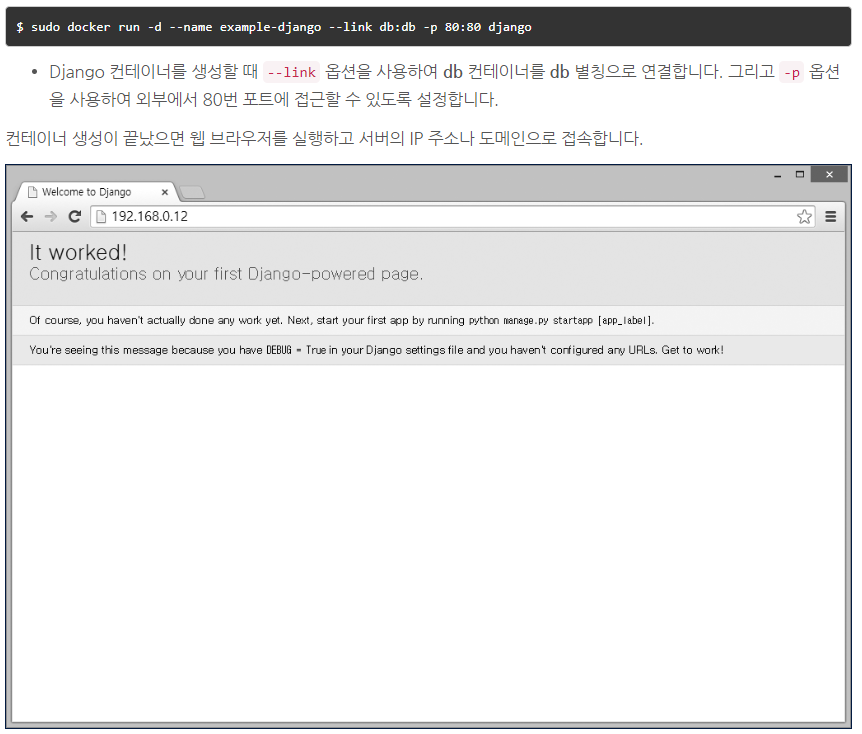 $ sudo docker run -d --name example-django --link db:db -p 80:80 django
• Django 컨테이너를 생성할 때 --link 옵션을 사용하여 db 컨테이너를 db 별칭으로 연결합니다. 그리고 -p 옵션
을 사용하여 외부에서 80번 포트에 접근할 수 있도록 설정합니다.
컨테이너 생성이 끝났으면 웹 브라우저를 실행하고 서버의 IP 주소나 도메인으로 접속합니다.
Welcome to Django
192.168.0.12
It worked!
Congratulations on your first Django-powered page.
Of course, you haven't actually done any work yet. Next, start your first app by running python manage.py startapp [app_label].
You're seeing this message because you have DEBUG = True in your Django settings file and you haven't configured any URLs. Get to work!